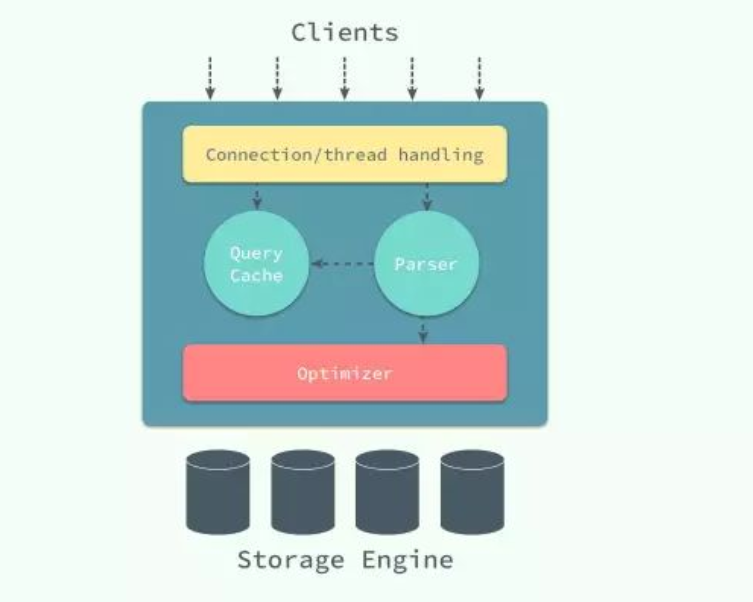 Clients
Connection/thread handling
Query
Cache
Parser
Optimizer
Storage Engine